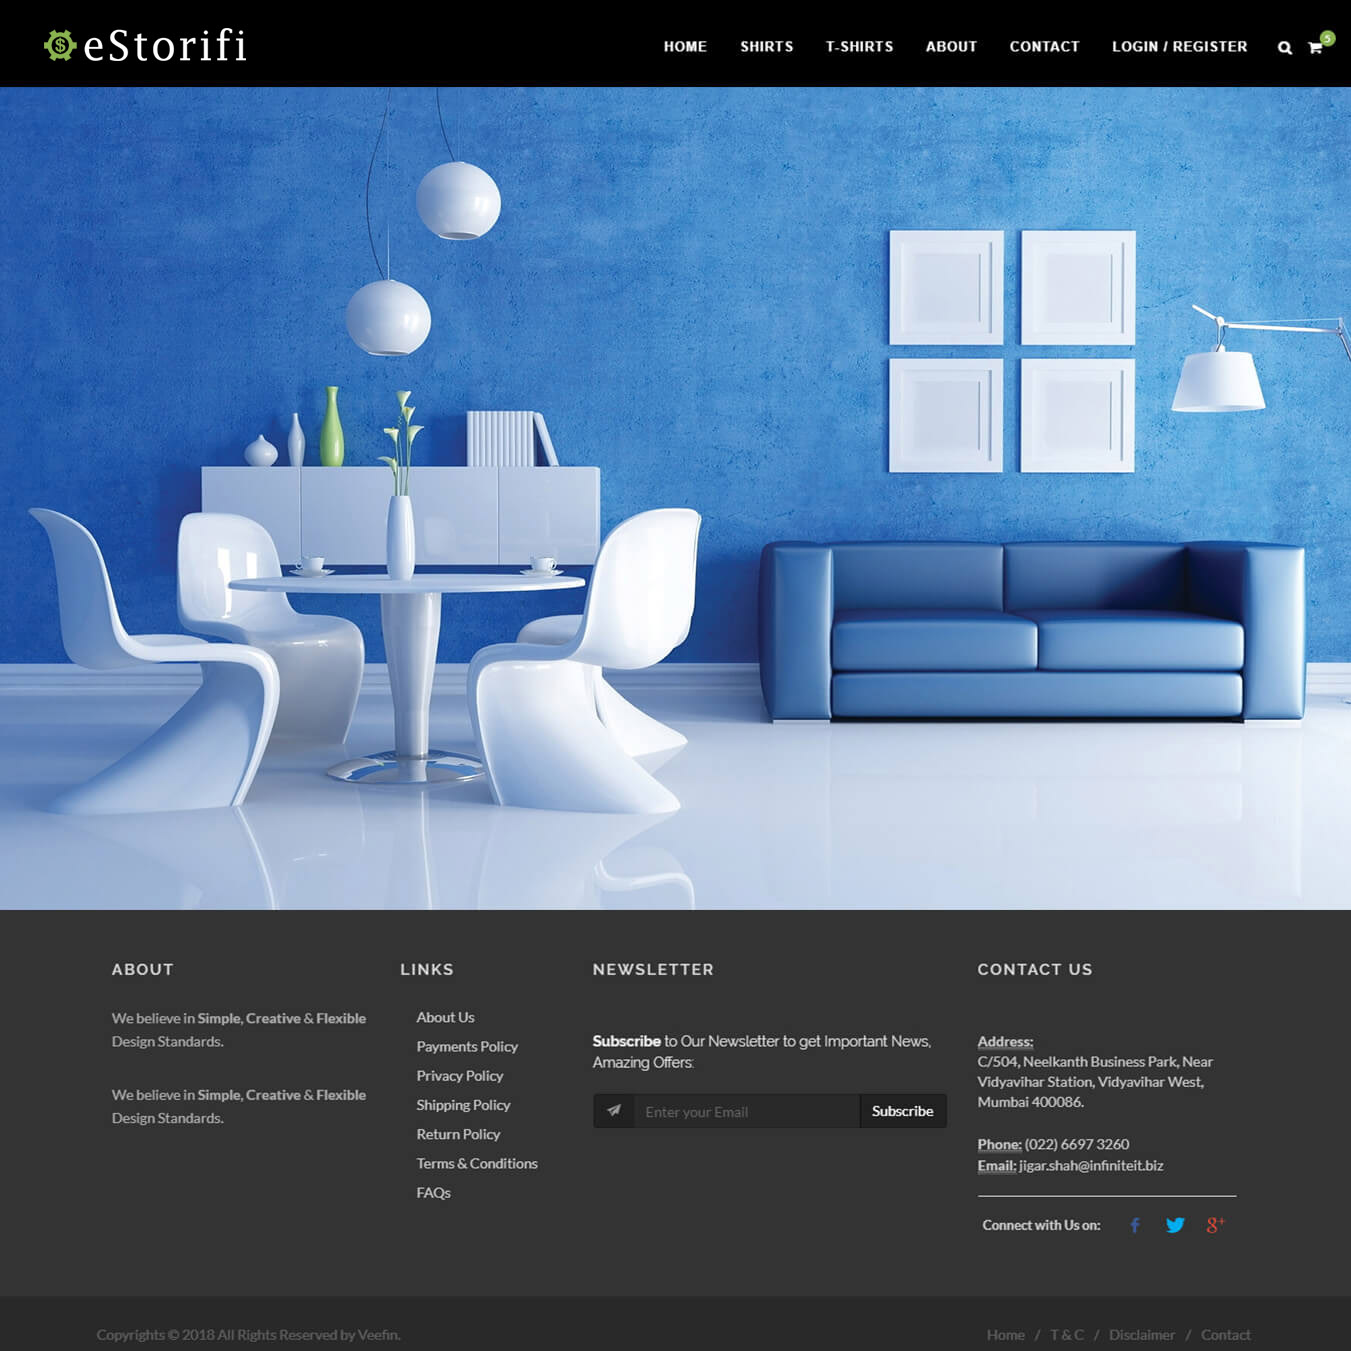 eStorifi
HOME SHIRTS T-SHIRTS ABOUT CONTACT LOGIN / REGISTER 5
ABOUT
We believe in Simple, Creative & Flexible
Design Standards.
We believe in Simple, Creative & Flexible
Design Standards.
LINKS
About Us
Payments Policy
Privacy Policy
Shipping Policy
Return Policy
Terms & Conditions
FAQs
NEWSLETTER
Subscribe to Our Newsletter to get Important News,
Amazing Offers:
Enter your Email Subscribe
CONTACT US
Address:
C/504, Neelkanth Business Park, Near
Vidyavihar Station, Vidyavihar West,
Mumbai 400086.
Phone: (022) 6697 3260
Email: jigar.shah@infiniteit.biz
Connect with Us on:
Copyrights © 2018 All Rights Reserved by Veefin.
Home / T & C / Disclaimer / Contact